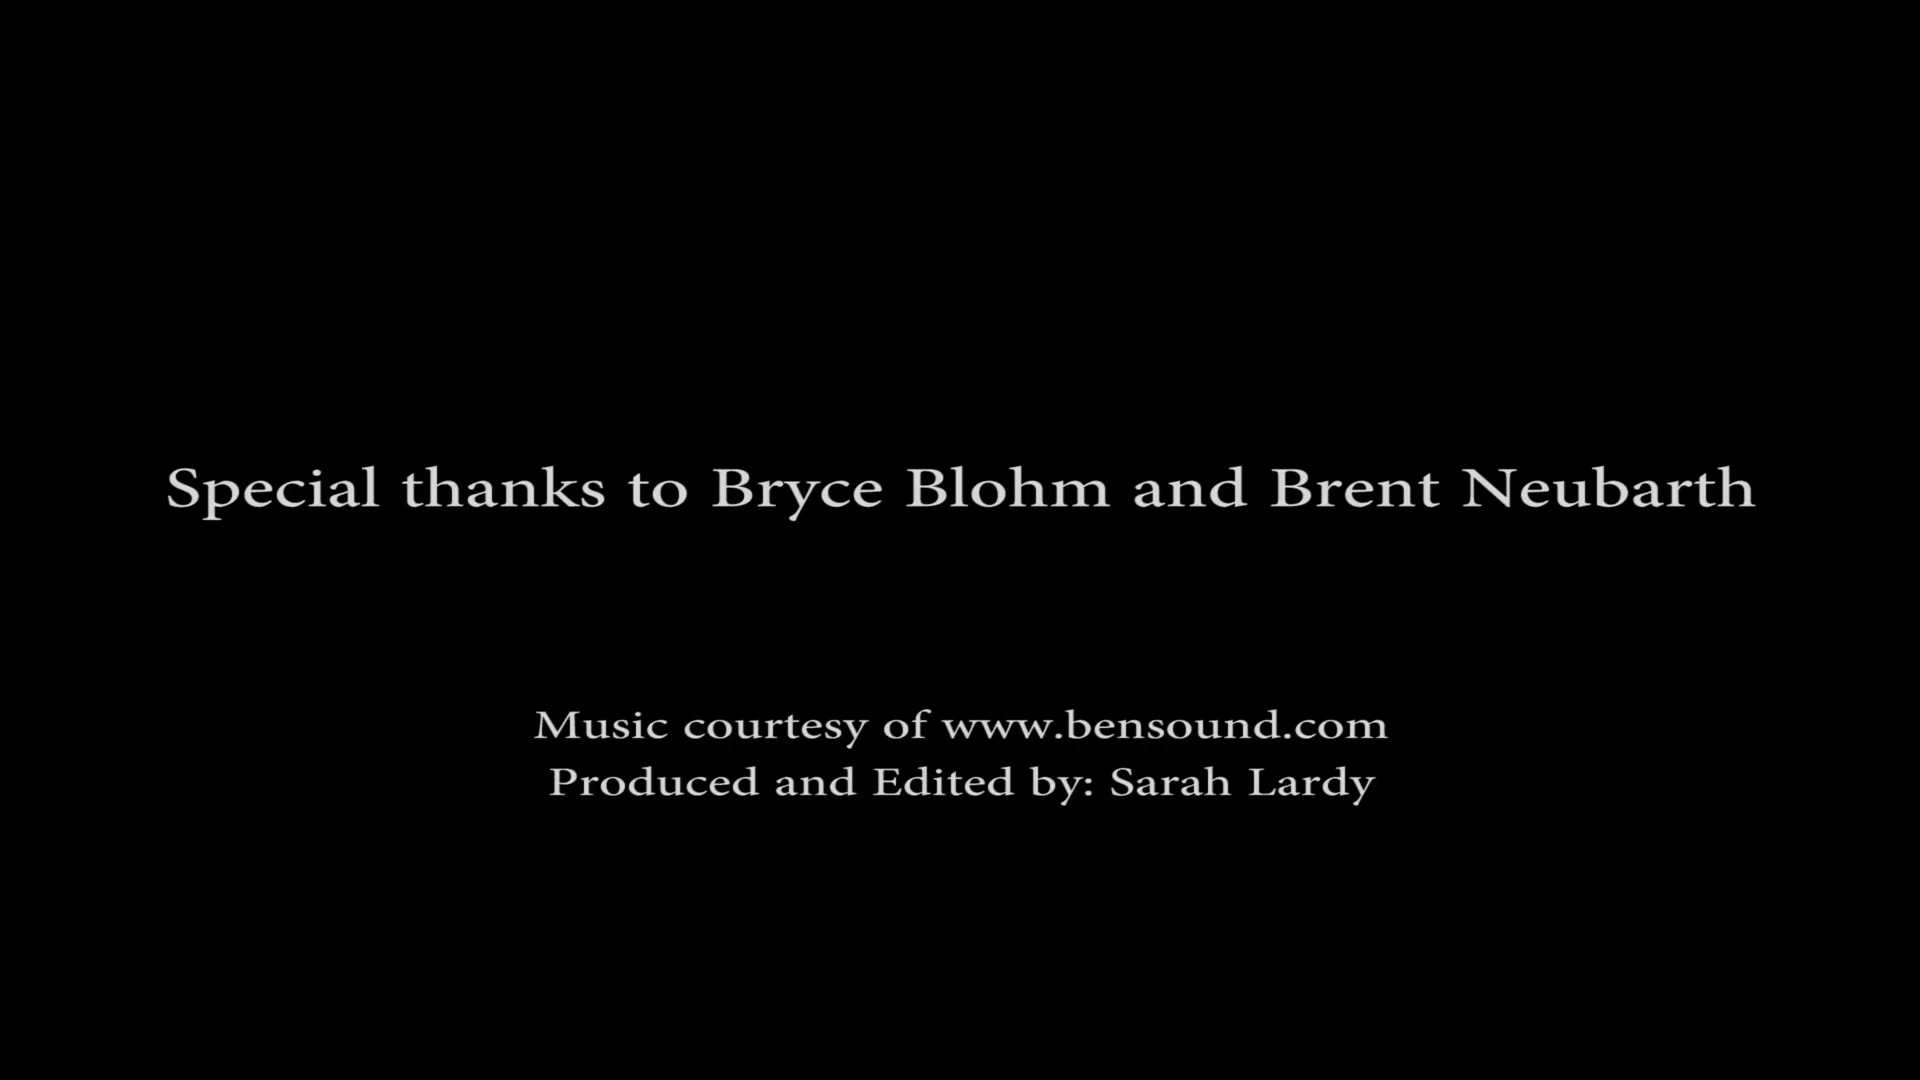 Special thanks to Bryce Blohm and Brent Neubarth
Music courtesy of www.bensound.com
Produced and Edited by: Sarah Lardy